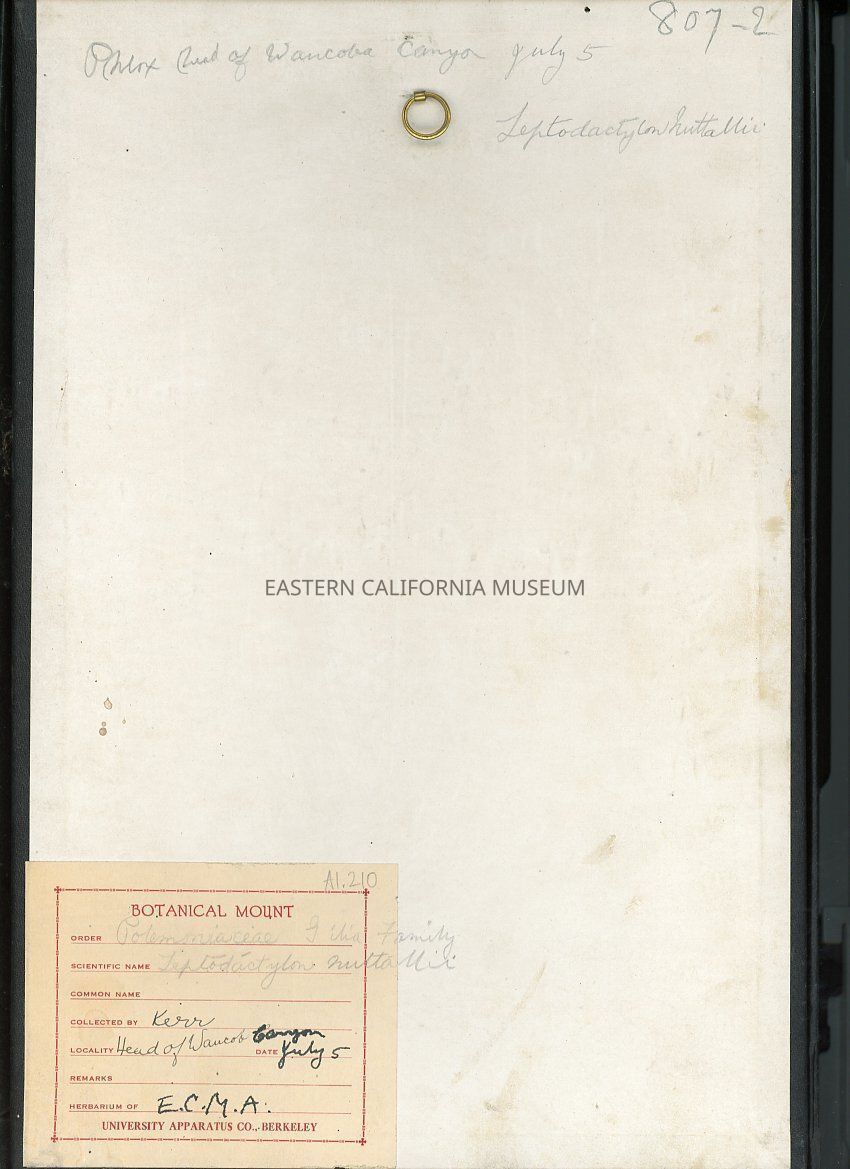 807-2
Phlox head of Wancoba Canyon July 5
Leptodactylon Nuttallii
EASTERN CALIFORNIA MUSEUM
A1.210
BOTANICAL MOUNT
ORDER Polemoniaceae Gilia Family
SCIENTIFIC NAME Leptodactylon nuttallii
COMMON NAME
COLLECTED BY Kerr
LOCALITY Head of Wancob Canyon DATE July 5
REMARKS
HERBARIUM OF E.C.M.A.
UNIVERSITY APPARATUS CO., BERKELEY